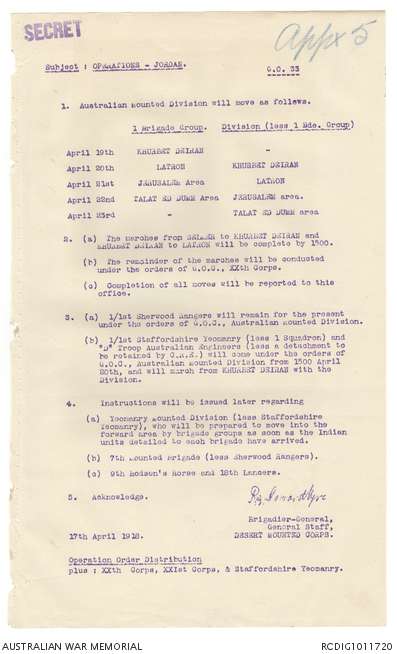 SECRET
Appx 5
Subject : OPERATIONS - JORDAN.
O.O. 33
1. Australian Mounted Division will move as follows.
1 Brigade Group. Division (less 1 Bde. Group)
April 19th KHURBET DEIRAN -
April 20th LATRON KHURBET DEIRAN
April 21st JERUSALEM Area LATRON
April 22nd TALAT ED DUMM area JERUSALEM area.
April 23rd - TALAT ED DUMM area
2. (a) The marches from to KHURBET DEIRAN and
KHURBET DEIRAN to LATRON will be complete by 1500.
(b) The remainder of the marches will be conducted
under the orders of G.O.C., XXth Corps.
(c) Completion of all moves will be reported to this
office.
3. (a) 1/1st Sherwood Rangers will remain for the present
under the orders of G.O.C., Australian Mounted Division.
(b) 1/1st Staffordshire Yeomanry (less 1 Squadron) and
"D" Troop Australian Engineers (less a detachment to
be retained by C.R.E.) will come under the orders of
G.O.C., Australian Mounted Division from 1500 April
20th, and will march from KHURBET DEIRAN with the
Division.
4. Instructions will be issued later regarding
(a) Yeomanry Mounted Division (less Staffordshire
Yeomanry), who will be prepared to move into the
forward area by brigade groups as soon as the Indian
units detailed to each brigade have arrived.
(b) 7th Mounted Brigade (less Sherwood Rangers).
(c) 9th Hodson's Horse and 18th Lancers.
5. Acknowledge.
Brigadier-General,
General Staff,
17th April 1918. DESERT MOUNTED CORPS.
Operation Order Distribution
plus : XXth Corps, XXIst Corps, & Staffordshire Yeomanry.
AUSTRALIAN WAR MEMORIAL RCDIG1011720